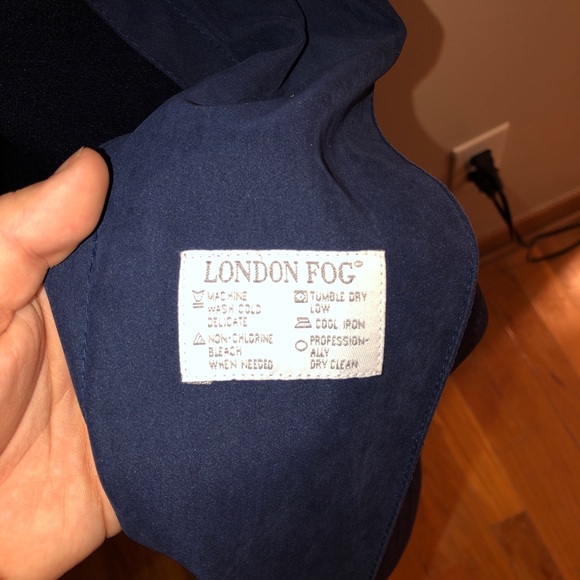 LONDON FOG®
MACHINE
WASH COLD
DELICATE
NON-CHLORINE
BLEACH
WHEN NEEDED
TUMBLE DRY
LOW
COOL IRON
PROFESSION-
ALLY
DRY CLEAN